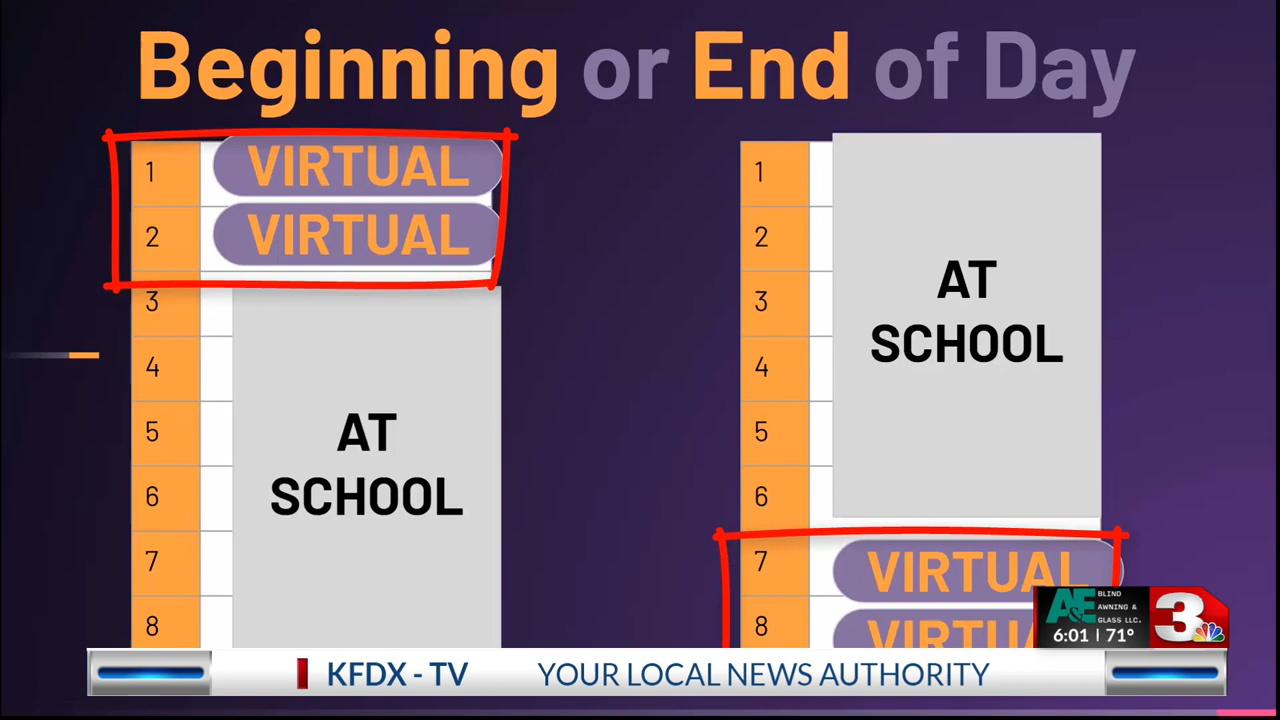 Beginning or End of Day
1 VIRTUAL
2 VIRTUAL
3
4
5
6
7
8
AT
SCHOOL
1
2
3
4
5
6
7 VIRTUAL
8 VIRTUA
AT
SCHOOL
A&E BLIND
AWNING &
GLASS LLC.
6:01 | 71°
3
KFDX - TV YOUR LOCAL NEWS AUTHORITY